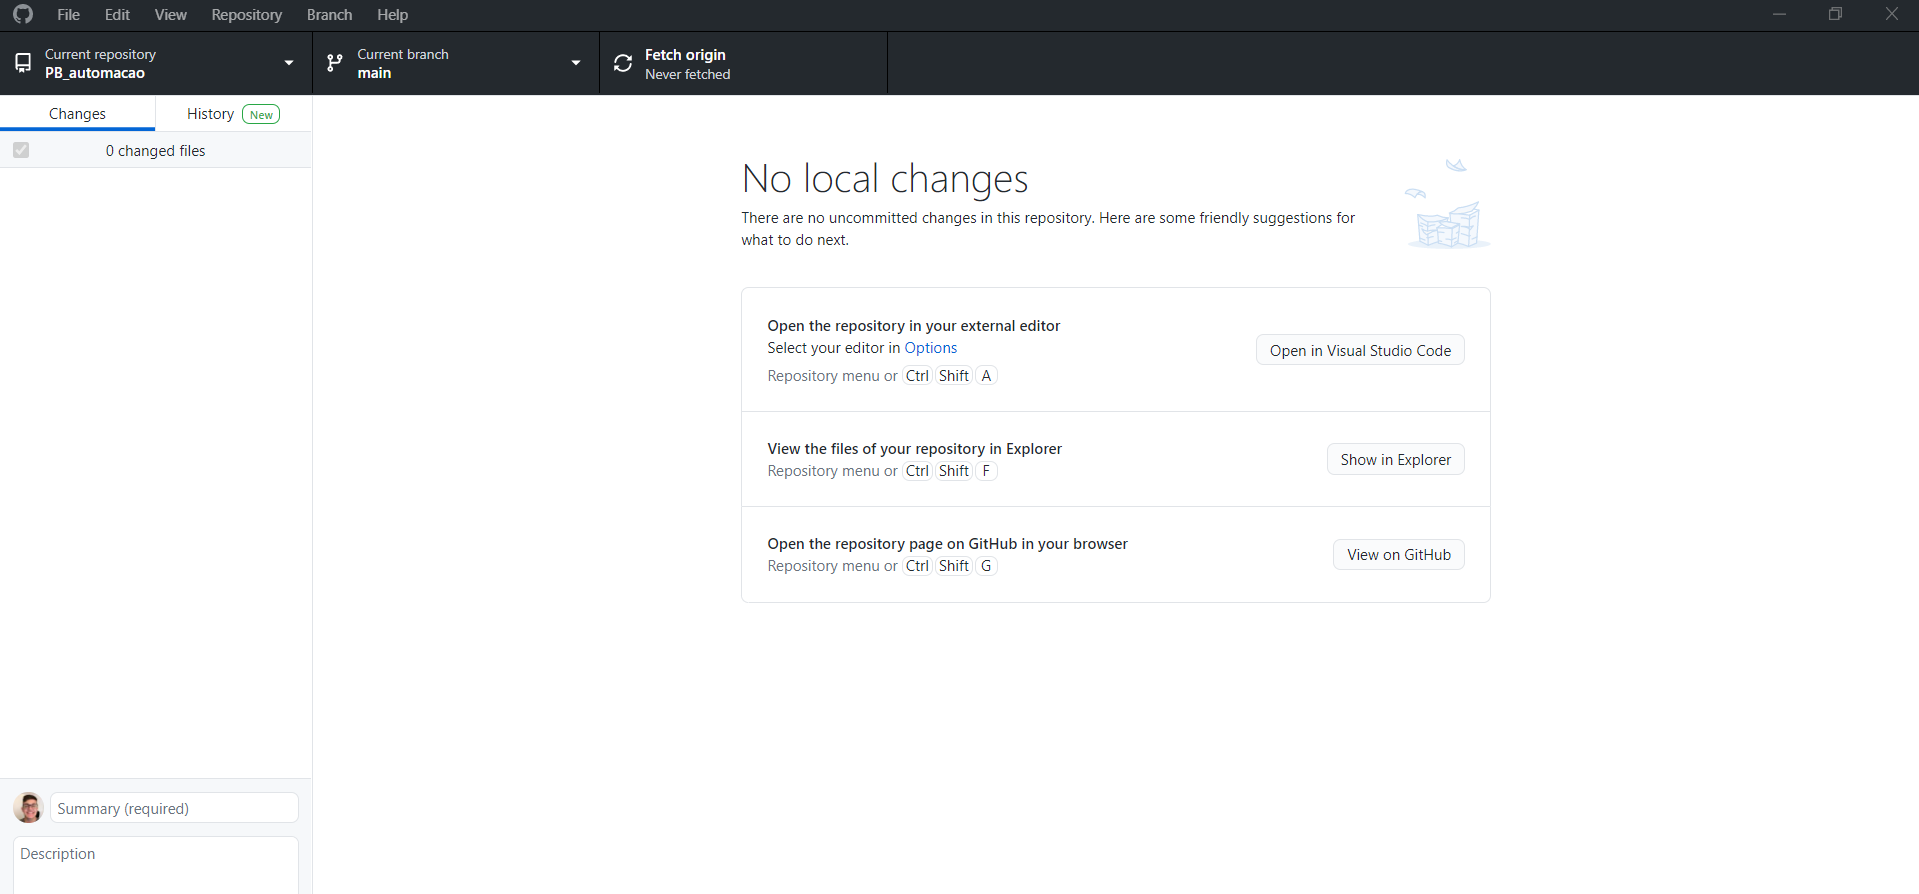 File Edit View Repository Branch Help
Current repository
PB_automacao
Current branch
main
Fetch origin
Never fetched
Changes
History New
0 changed files
No local changes
There are no uncommitted changes in this repository. Here are some friendly suggestions for
what to do next.
Open the repository in your external editor
Select your editor in Options
Repository menu or Ctrl Shift A
Open in Visual Studio Code
View the files of your repository in Explorer
Repository menu or Ctrl Shift F
Show in Explorer
Open the repository page on GitHub in your browser
Repository menu or Ctrl Shift G
View on GitHub
Summary (required)
Description